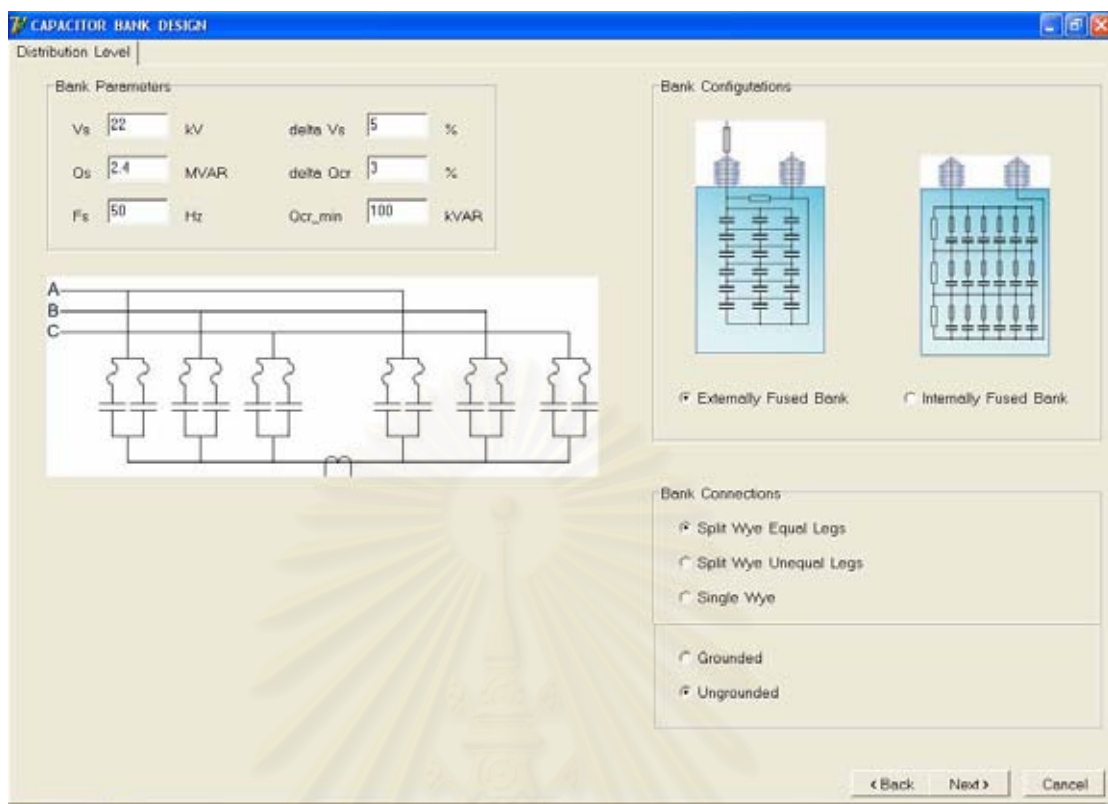 CAPACITOR BANK DESIGN
Distribution Level
Bank Parameters
Vs 22 kV delta Vs 5 %
Qs 2.4 MVAR delta Qcr 3 %
Fs 50 Hz Qcr_min 100 kVAR
A
B
C
Bank Configutations
Externally Fused Bank Internally Fused Bank
Bank Connections
Split Wye Equal Legs
Split Wye Unequal Legs
Single Wye
Grounded
Ungrounded
< Back Next > Cancel